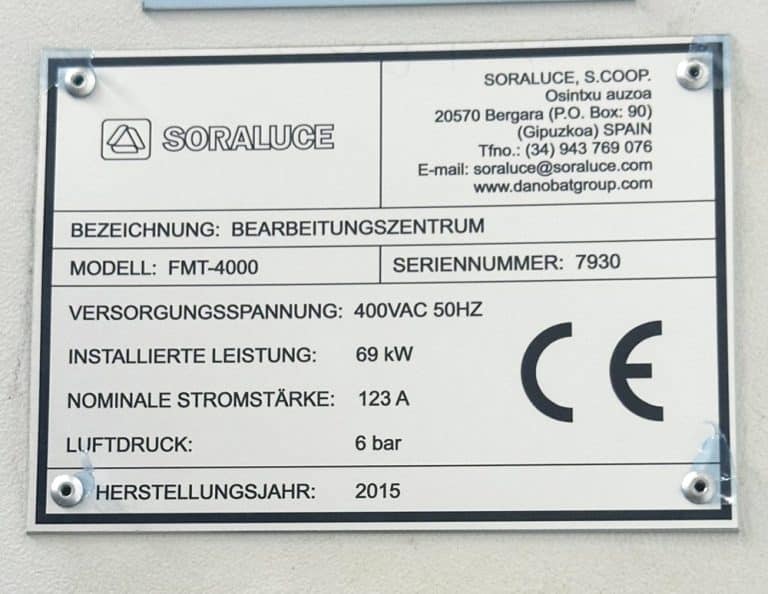 SORALUCE
SORALUCE, S.COOP.
Osintxu auzoa
20570 Bergara (P.O. Box: 90)
(Gipuzkoa) SPAIN
Tfno.: (34) 943 769 076
E-mail: soraluce@soraluce.com
www.danobatgroup.com
BEZEICHNUNG: BEARBEITUNGSZENTRUM
MODELL: FMT-4000
SERIENNUMMER: 7930
VERSORGUNGSSPANNUNG: 400VAC 50HZ
INSTALLIERTE LEISTUNG: 69 kW
NOMINALE STROMSTÄRKE: 123 A
LUFTDRUCK: 6 bar
CE
HERSTELLUNGSJAHR: 2015